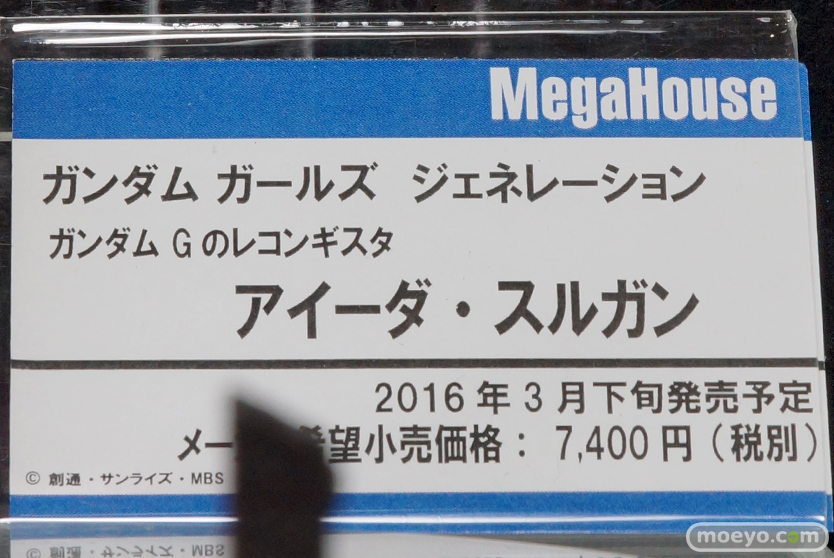 MegaHouse
ガンダム ガールズ ジェネレーション
ガンダム G のレコンギスタ
アイーダ・スルガン
2016 年 3 月下旬発売予定
メー 希望小売価格： 7,400 円（税別）
© 創通・サンライズ・MBS
moeyo.com